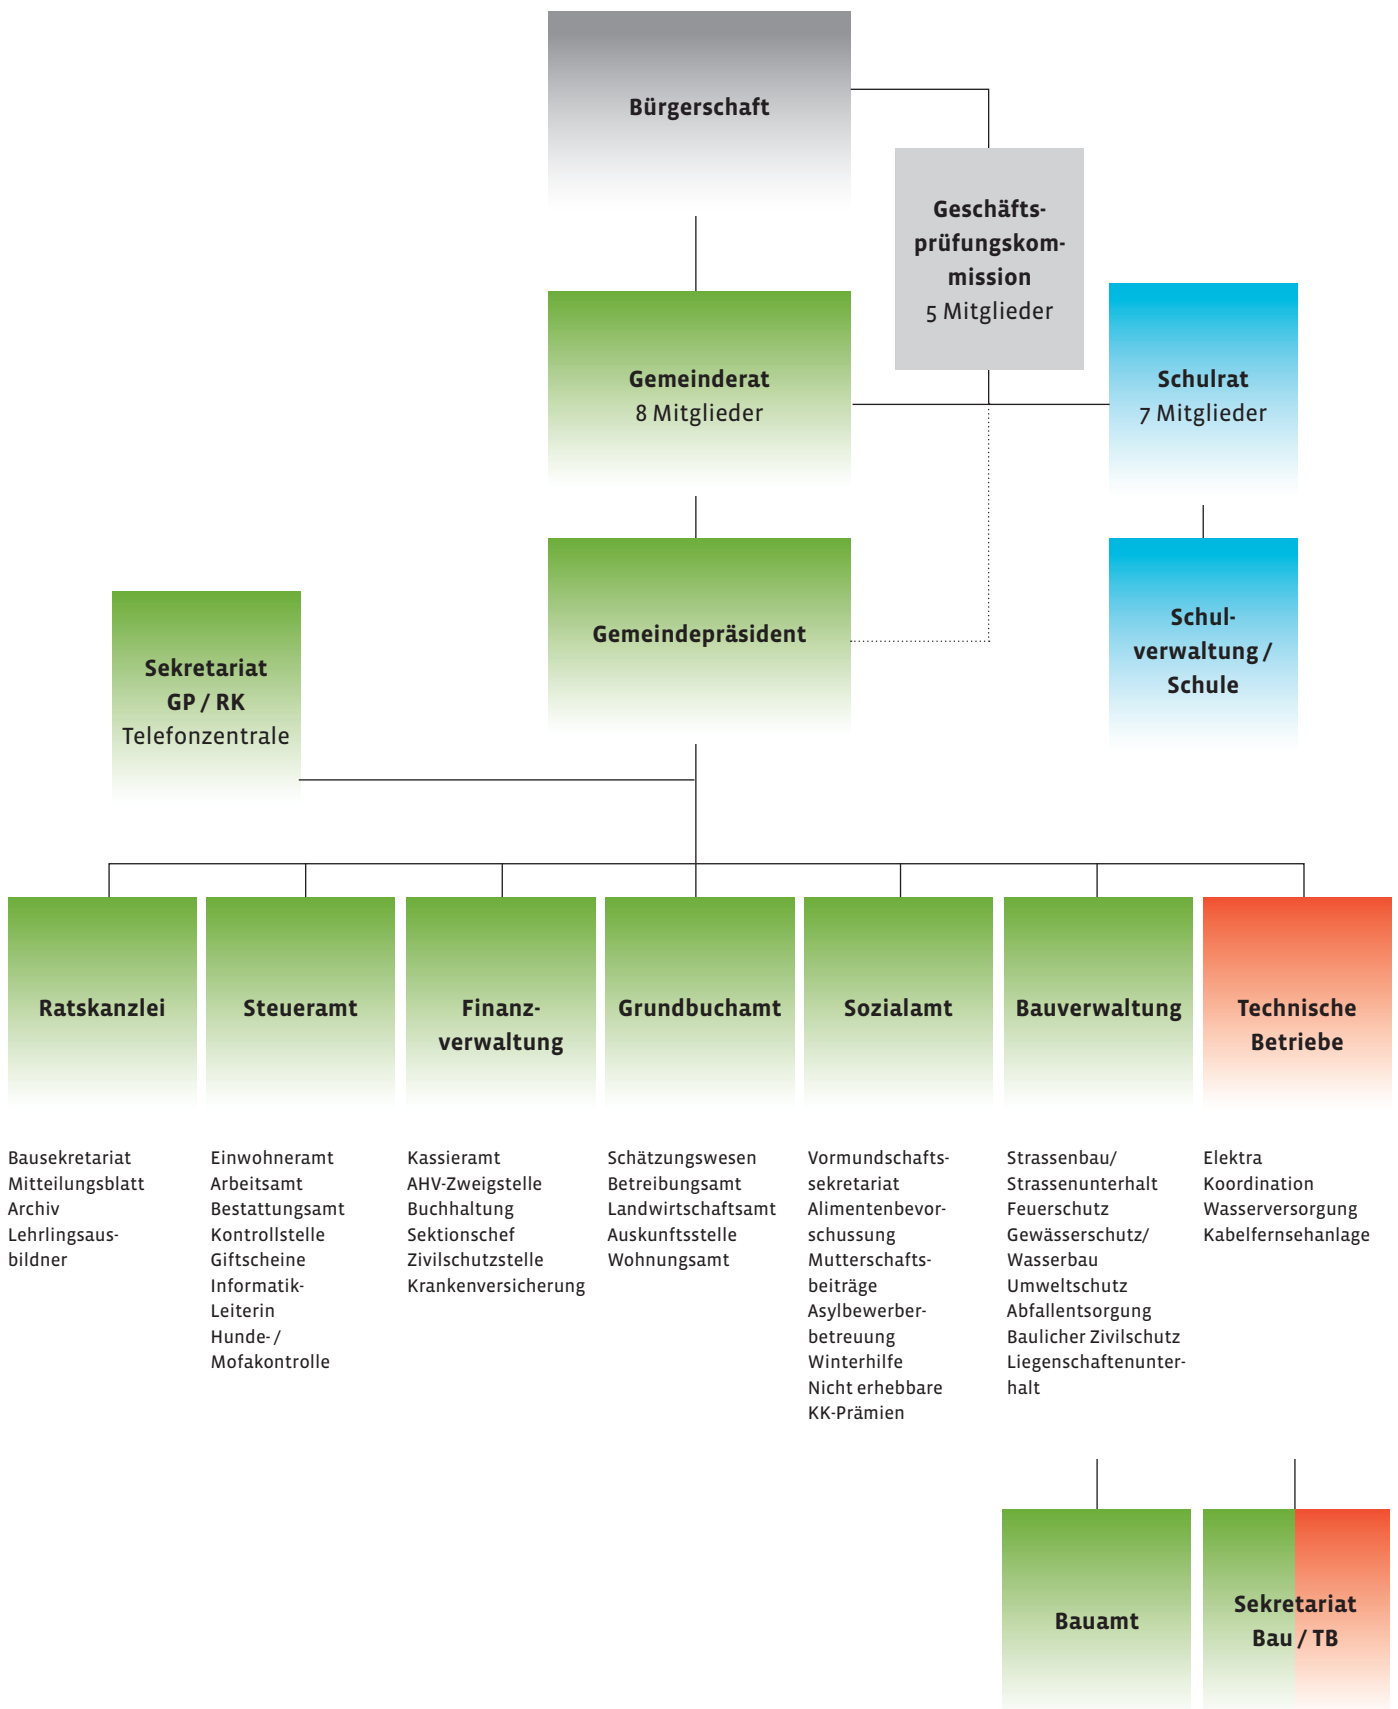 Bürgerschaft
Geschäfts-
prüfungskom-
mission
5 Mitglieder
Gemeinderat
8 Mitglieder
Schulrat
7 Mitglieder
Gemeindepräsident
Schul-
verwaltung /
Schule
Sekretariat
GP / RK
Telefonzentrale
Ratskanzlei
Steueramt
Finanz-
verwaltung
Grundbuchamt
Sozialamt
Bauverwaltung
Technische
Betriebe
Bausekretariat
Mitteilungsblatt
Archiv
Lehrlingsaus-
bildner
Einwohneramt
Arbeitsamt
Bestattungsamt
Kontrollstelle
Giftscheine
Informatik-
Leiterin
Hunde- /
Mofakontrolle
Kassieramt
AHV-Zweigstelle
Buchhaltung
Sektionschef
Zivilschutzstelle
Krankenversicherung
Schätzungswesen
Betreibungsamt
Landwirtschaftsamt
Auskunftsstelle
Wohnungsamt
Vormundschafts-
sekretariat
Alimentenbevor-
schussung
Mutterschafts-
beiträge
Asylbewerber-
betreuung
Winterhilfe
Nicht erhebbare
KK-Prämien
Strassenbau/
Strassenunterhalt
Feuerschutz
Gewässerschutz/
Wasserbau
Umweltschutz
Abfallentsorgung
Baulicher Zivilschutz
Liegenschaftenunter-
halt
Elektra
Koordination
Wasserversorgung
Kabelfernsehanlage
Bauamt
Sekretariat
Bau / TB